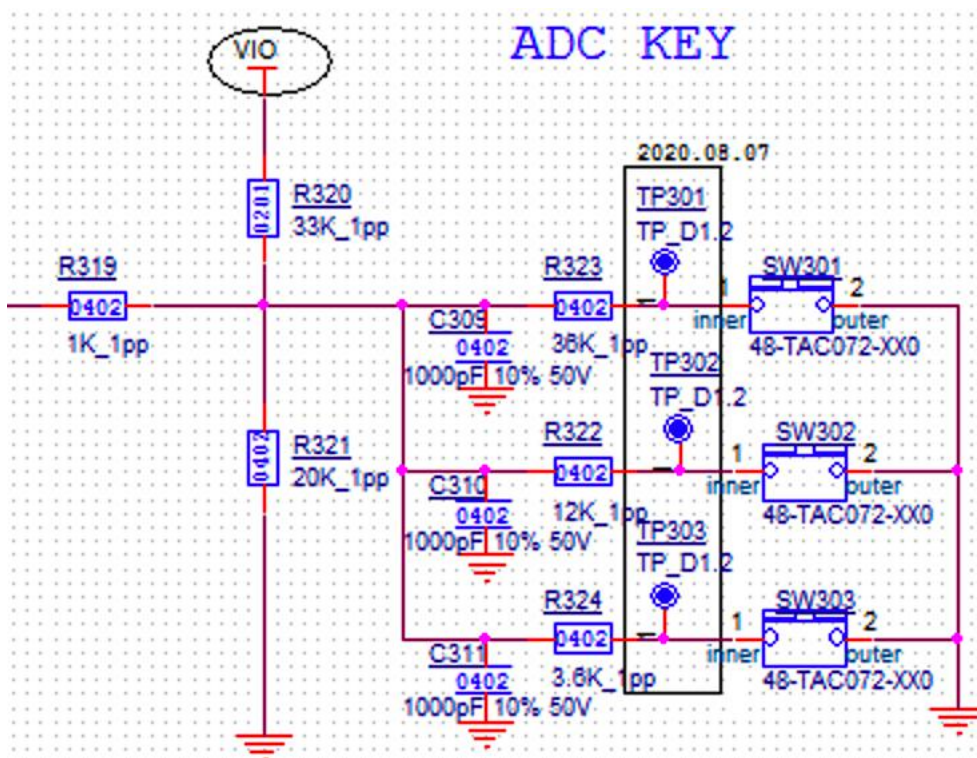 ADC KEY
VIO
2020.08.07
R320
0201
33K_1pp
TP301
TP_D1.2
R319
0402
1K_1pp
R323
0402
36K_1pp
1
SW301
1
2
inner
outer
48-TAC072-XX0
C309
0402
1000pF 10% 50V
TP302
TP_D1.2
R321
0402
20K_1pp
R322
0402
12K_1pp
1
SW302
1
2
inner
outer
48-TAC072-XX0
C310
0402
1000pF 10% 50V
TP303
TP_D1.2
R324
0402
3.6K_1pp
1
SW303
1
2
inner
outer
48-TAC072-XX0
C311
0402
1000pF 10% 50V